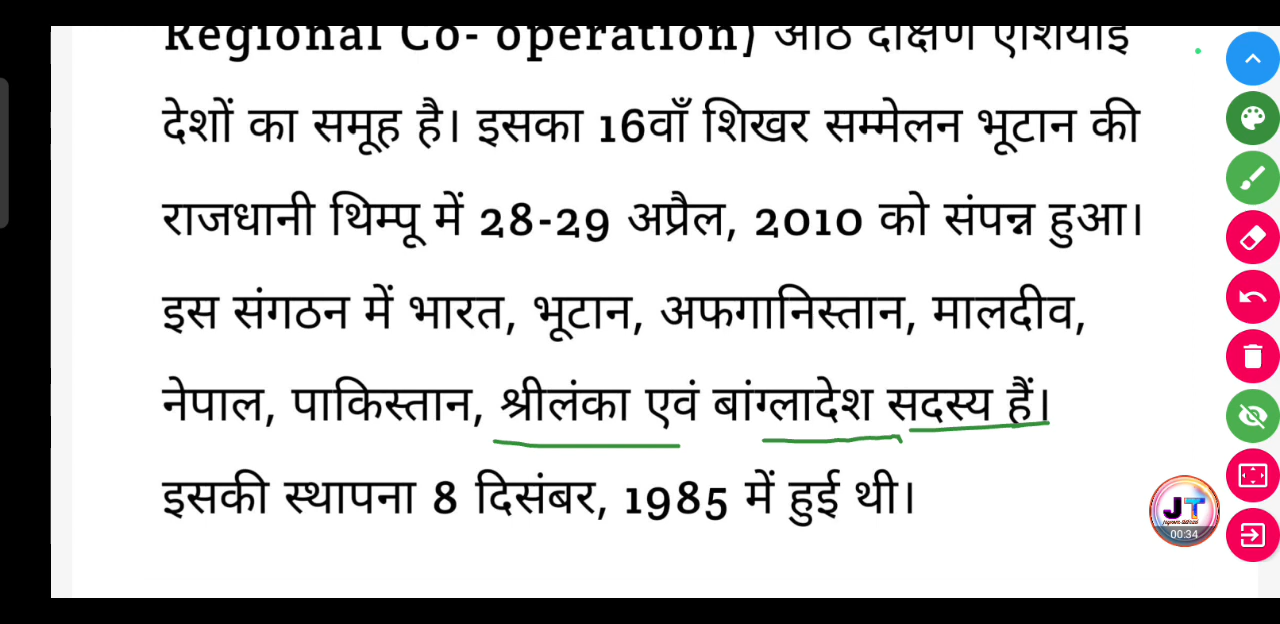 Regional Co- operation) आठ दक्षिण एशियाई
देशों का समूह है। इसका 16वाँ शिखर सम्मेलन भूटान की
राजधानी थिम्पू में 28-29 अप्रैल, 2010 को संपन्न हुआ।
इस संगठन में भारत, भूटान, अफगानिस्तान, मालदीव,
नेपाल, पाकिस्तान, श्रीलंका एवं बांग्लादेश सदस्य हैं।
इसकी स्थापना 8 दिसंबर, 1985 में हुई थी।
JT
00:34